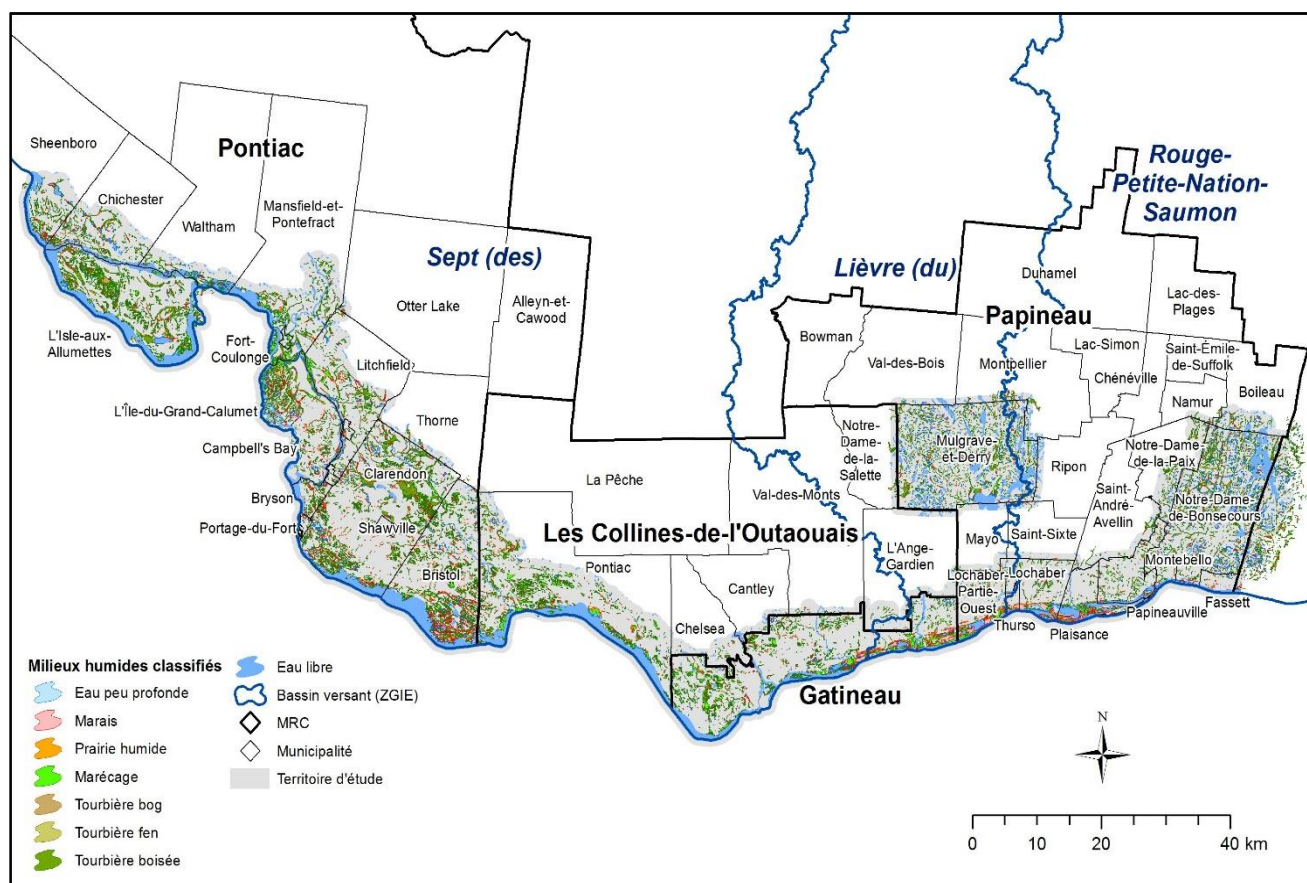 Sheenboro
Pontiac
Chichester
Waltham
Mansfield-et-
Pontefract
Rouge-
Petite-Nation-
Saumon
Sept (des)
Otter Lake
Alleyn-et-
Cawood
Lièvre (du)
Duhamel
Papineau
Lac-des-
Plages
L'Isle-aux-
Allumettes
Fort-
Coulonge
Litchfield
Bowman
Val-des-Bois
Montpellier
Lac-Simon
Chénéville
Saint-Émile-
de-Suffolk
Namur
Boileau
L'Île-du-Grand-Calumet
Thorne
Campbell's Bay
Clarendon
Bryson
Portage-du-Fort
Shawville
Bristol
La Pêche
Val-des-Monts
Notre-
Dame-
de-la-
Salette
Mulgrave-
et-Derry
Ripon
Notre-Dame-
de-la-Paix
Saint-
André-
Avellin
Notre-Dame-
de-Bonsecours
Les Collines-de-l'Outaouais
L'Ange-
Gardien
Mayo
Saint-Sixte
Pontiac
Cantley
Chelsea
Lochaber-
Partie-
Ouest
Lochaber
Montebello
Thurso
Plaisance
Papineauville
Fassett
Gatineau
Milieux humides classifiés
Eau peu profonde
Marais
Prairie humide
Marécage
Tourbière bog
Tourbière fen
Tourbière boisée
Eau libre
Bassin versant (ZGIE)
MRC
Municipalité
Territoire d'étude
N
0 10 20 40 km